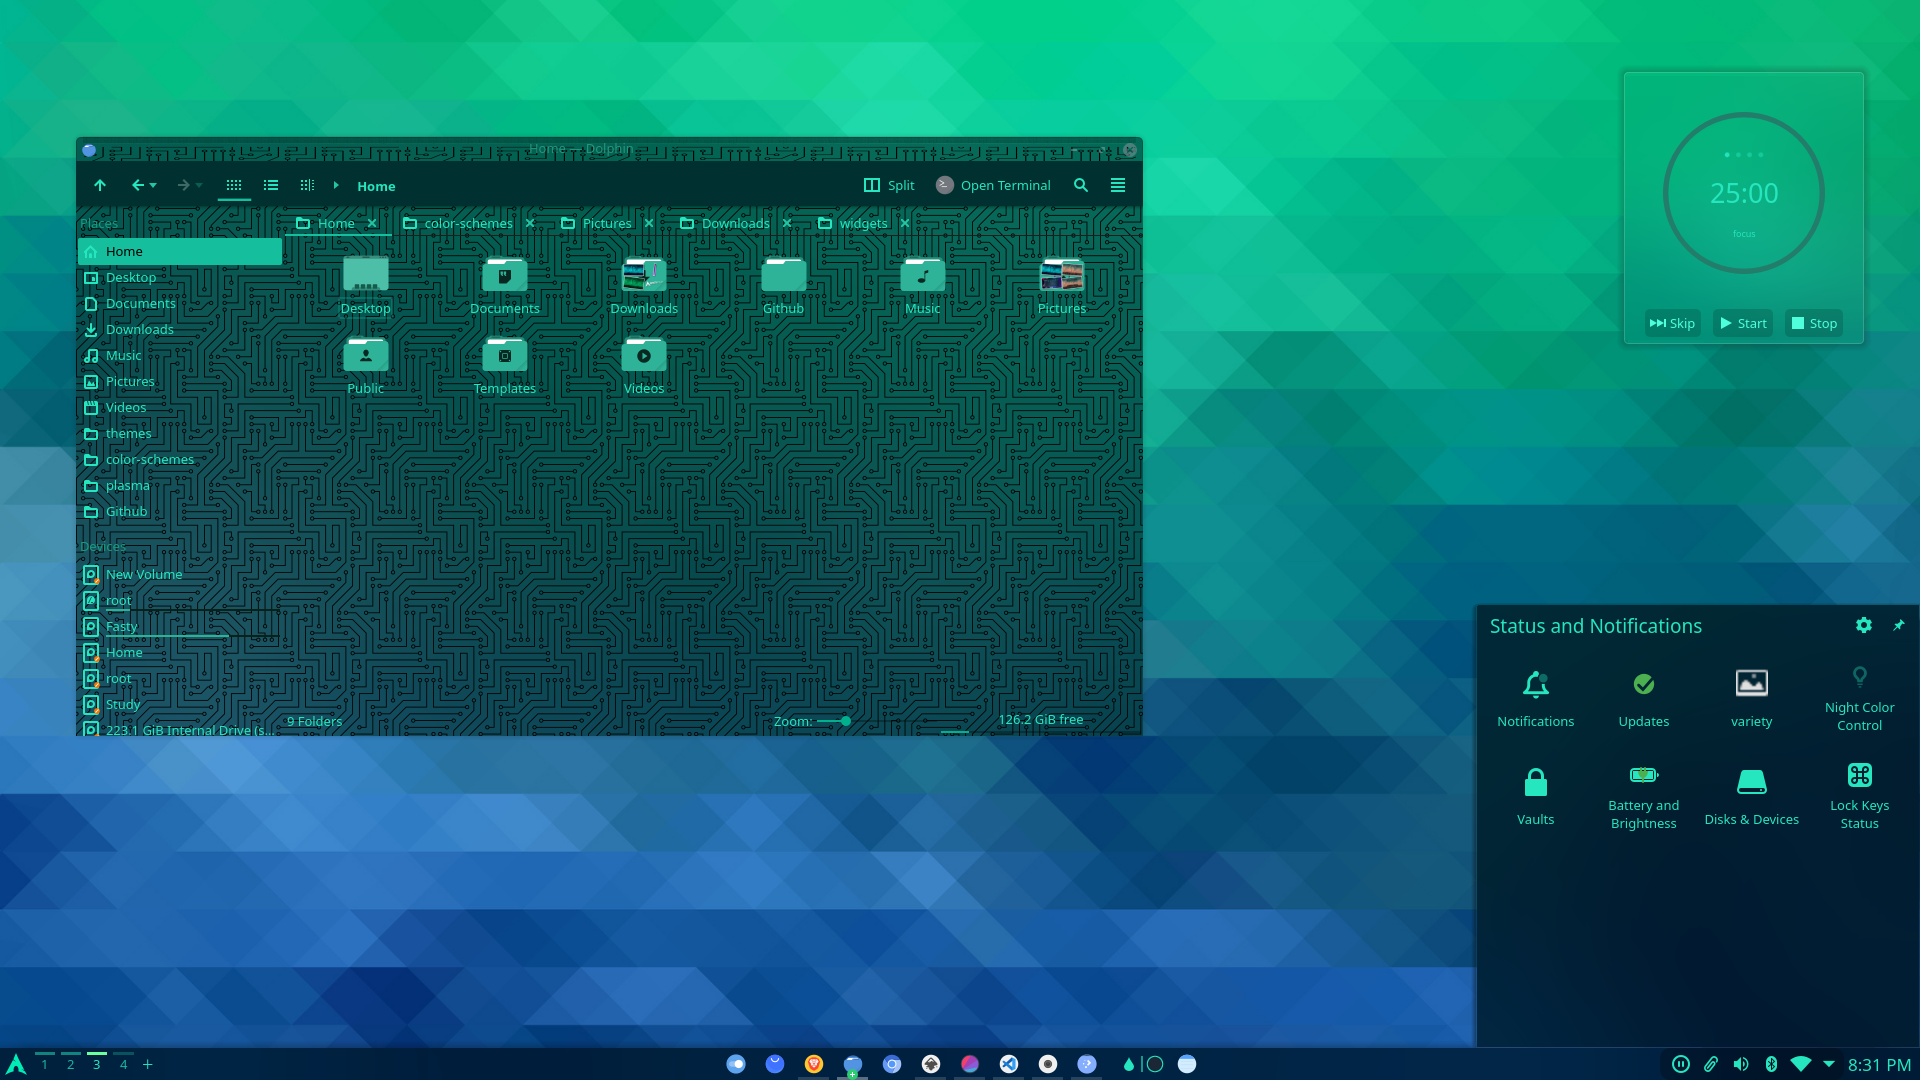 Home — Dolphin
Home
Split
Open Terminal
Places
Home
color-schemes
Pictures
Downloads
widgets
Home
Desktop
Documents
Downloads
Music
Pictures
Videos
themes
color-schemes
plasma
Github
Devices
New Volume
root
Fasty
Home
root
Study
223.1 GiB Internal Drive (s...
Desktop
Documents
Downloads
Github
Music
Pictures
Public
Templates
Videos
9 Folders
Zoom:
126.2 GiB free
25:00
focus
Skip
Start
Stop
Status and Notifications
Notifications
Updates
variety
Night Color
Control
Vaults
Battery and
Brightness
Disks & Devices
Lock Keys
Status
1 2 3 4 +
8:31 PM